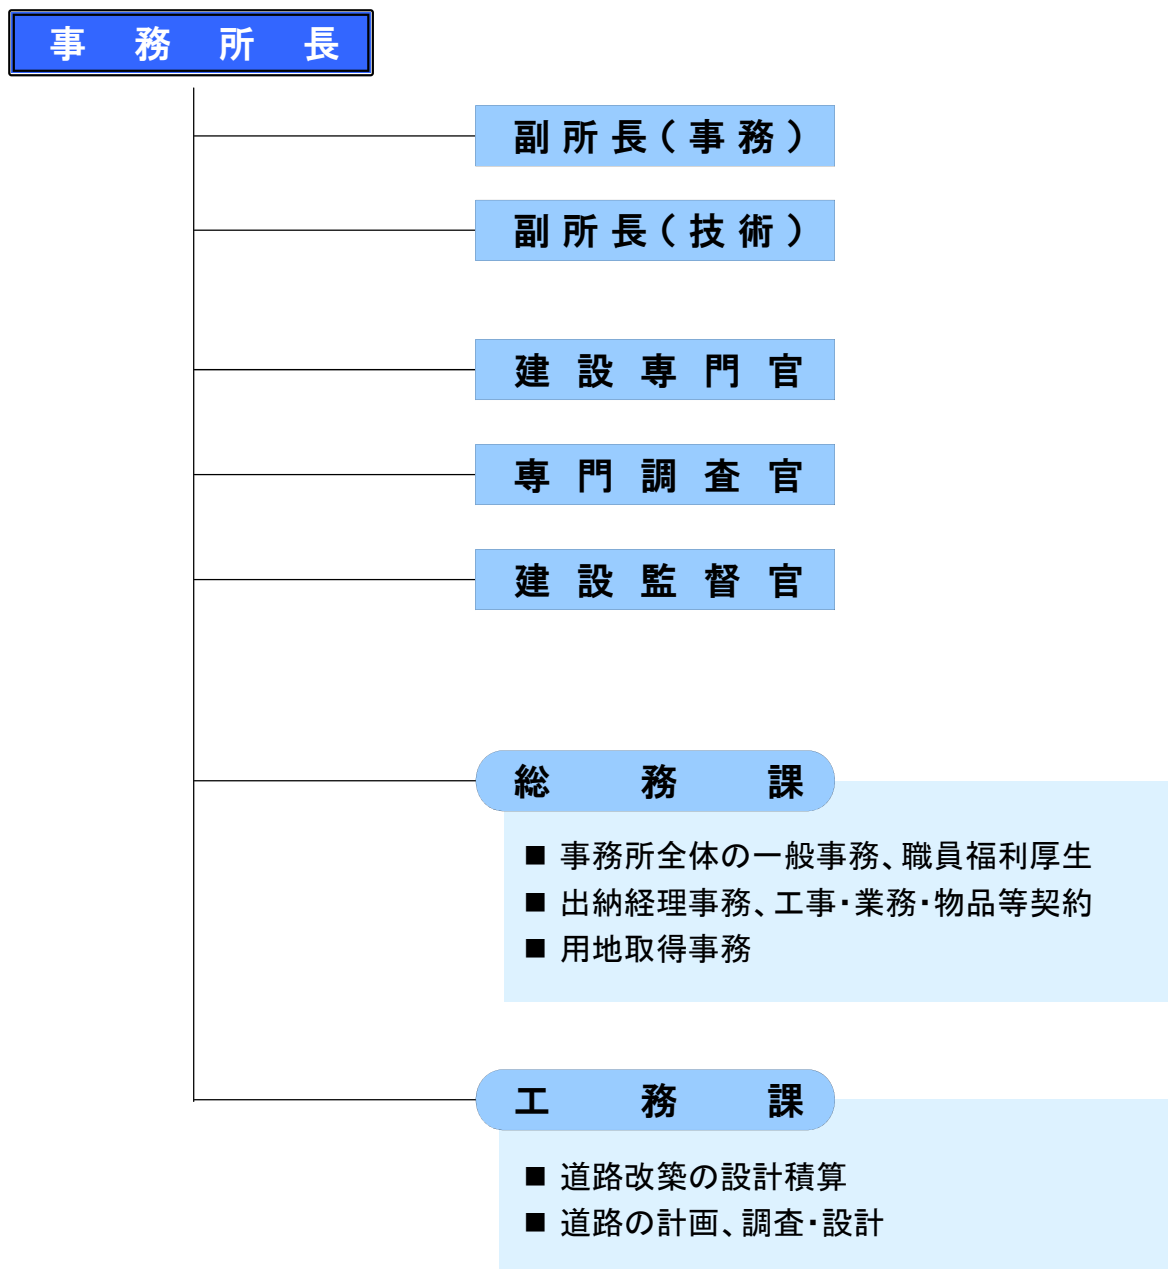 事務所長
副所長（事務）
副所長（技術）
建設専門官
専門調査官
建設監督官
総務課
■ 事務所全体の一般事務、職員福利厚生
■ 出納経理事務、工事・業務・物品等契約
■ 用地取得事務
工務課
■ 道路改築の設計積算
■ 道路の計画、調査・設計